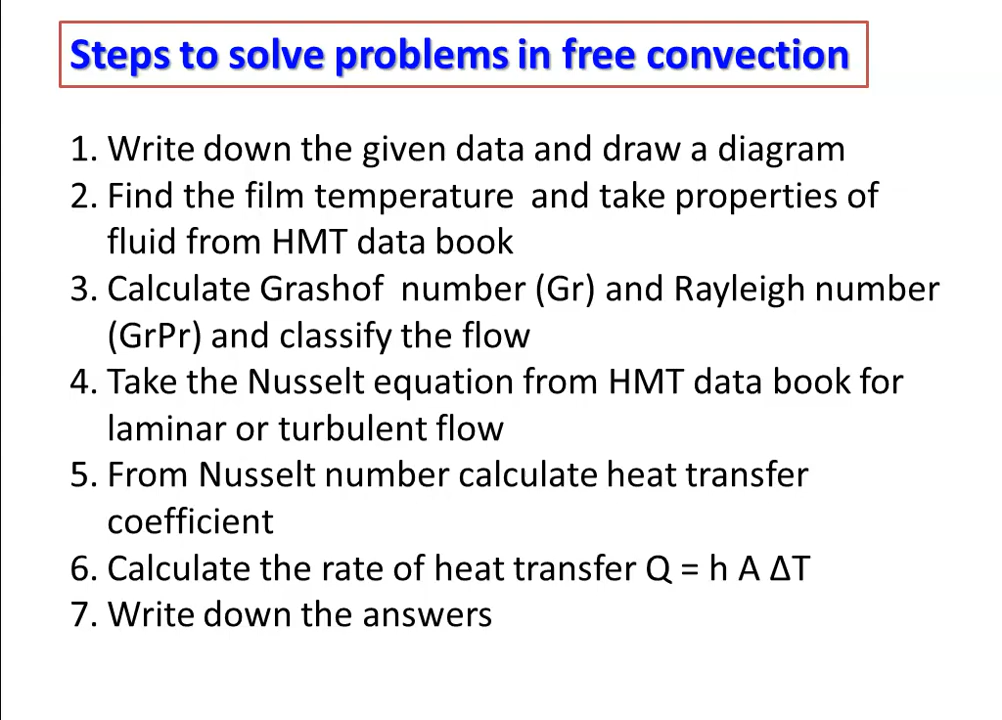 Steps to solve problems in free convection
1. Write down the given data and draw a diagram
2. Find the film temperature and take properties of
fluid from HMT data book
3. Calculate Grashof number (Gr) and Rayleigh number
(GrPr) and classify the flow
4. Take the Nusselt equation from HMT data book for
laminar or turbulent flow
5. From Nusselt number calculate heat transfer
coefficient
6. Calculate the rate of heat transfer Q = h A ΔT
7. Write down the answers